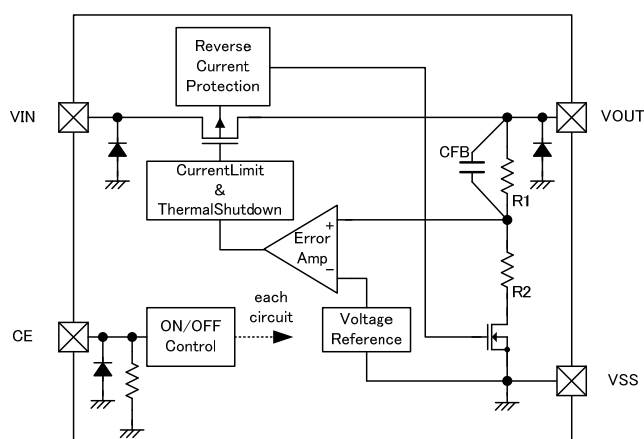 Reverse
Current
Protection
VIN
VOUT
CFB
R1
CurrentLimit
&
ThermalShutdown
+
Error
Amp
−
R2
each
circuit
CE
ON/OFF
Control
Voltage
Reference
VSS